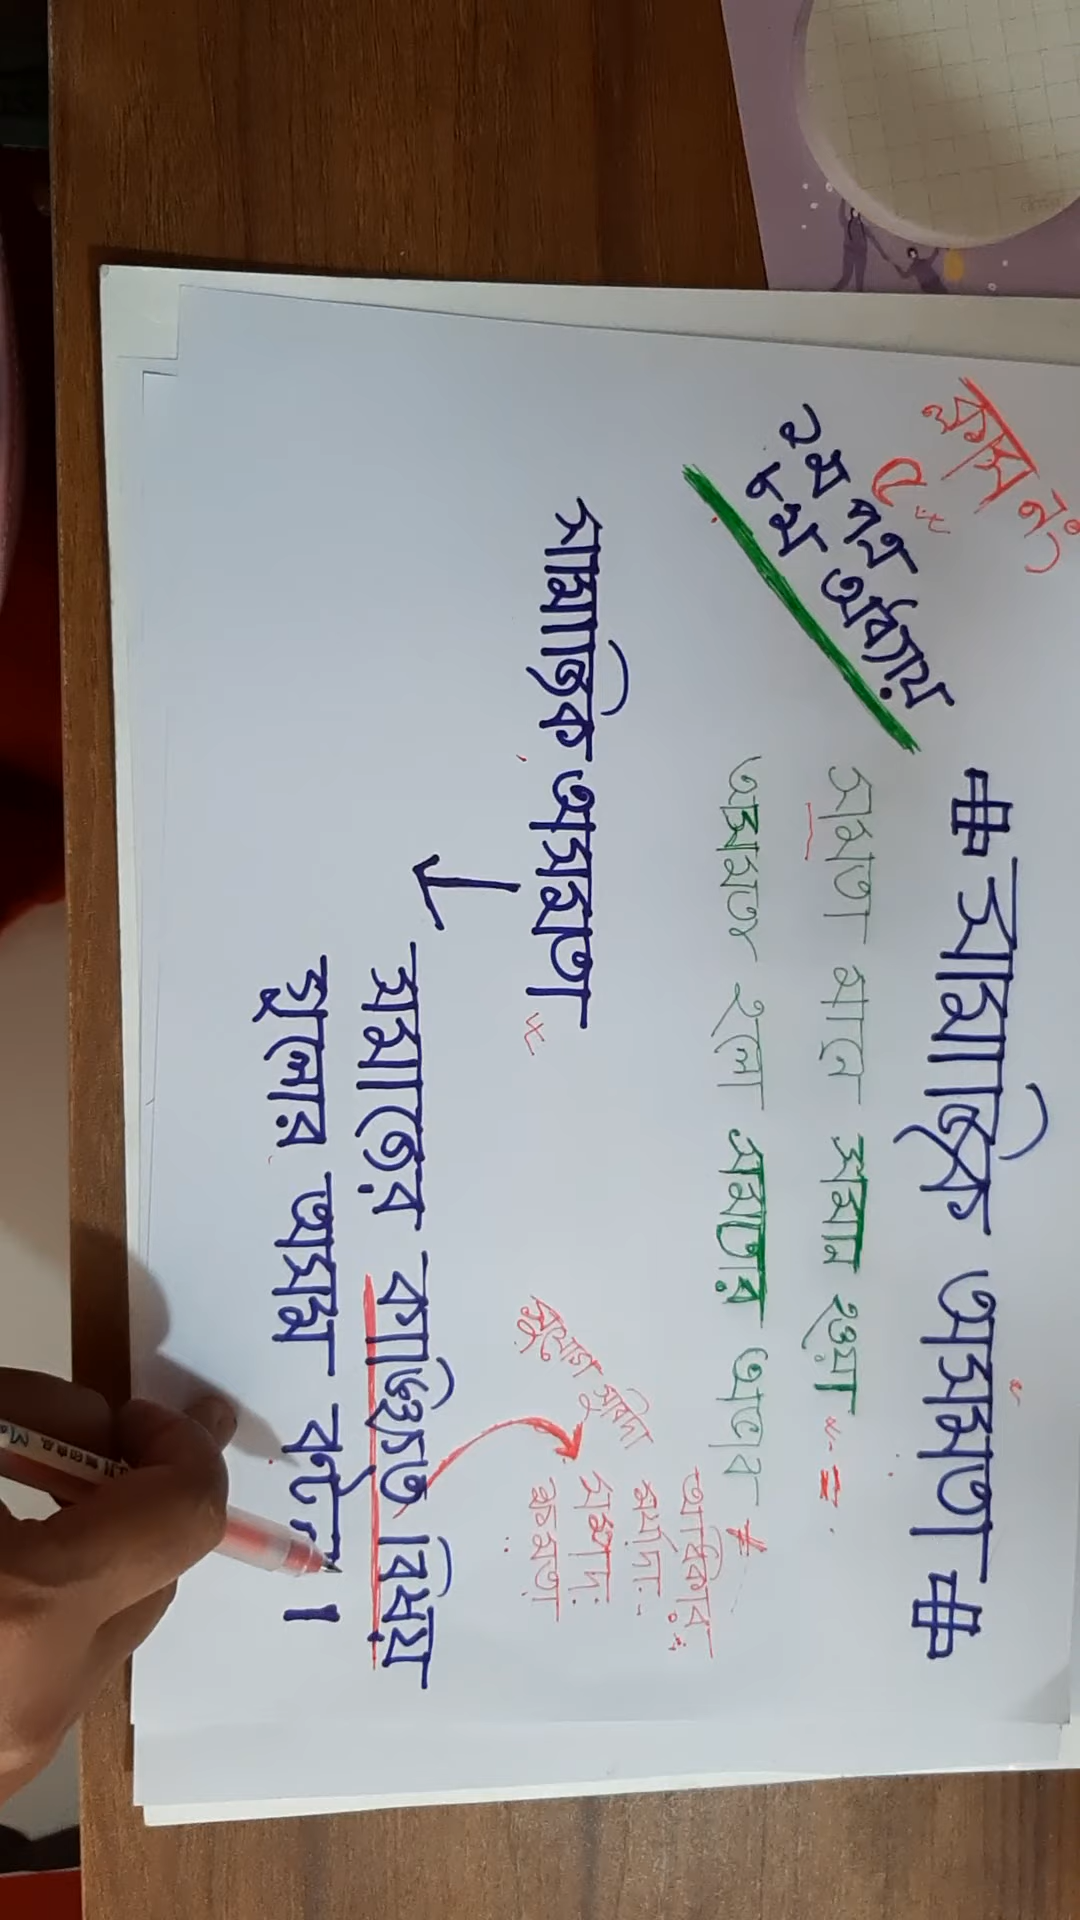 ক্লাস নং
৫
২য় পত্র
৮ম অধ্যায়
# সামাজিক অসমতা #
সমতা মানে সমান হওয়া
অসমতা হলো সমতার অভাব
সামাজিক অসমতা
অধিকার
মর্যাদা
সম্পদ
ক্ষমতা
সুযোগ সুবিধা
সমাজের কাঙ্ক্ষিত বিষয়
গুলোর অসম বণ্টন।